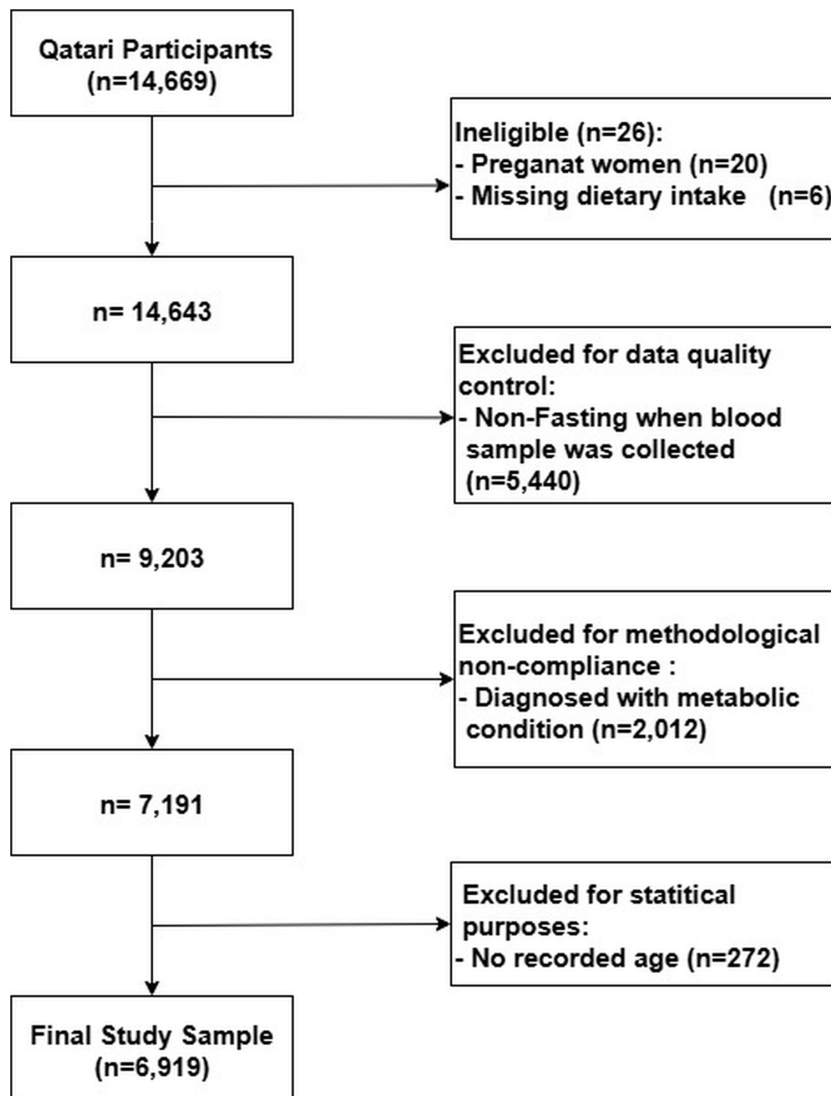 Qatari Participants
(n=14,669)
Ineligible (n=26):
- Preganat women (n=20)
- Missing dietary intake (n=6)
n= 14,643
Excluded for data quality
control:
- Non-Fasting when blood
sample was collected
(n=5,440)
n= 9,203
Excluded for methodological
non-compliance :
- Diagnosed with metabolic
condition (n=2,012)
n= 7,191
Excluded for statitical
purposes:
- No recorded age (n=272)
Final Study Sample
(n=6,919)